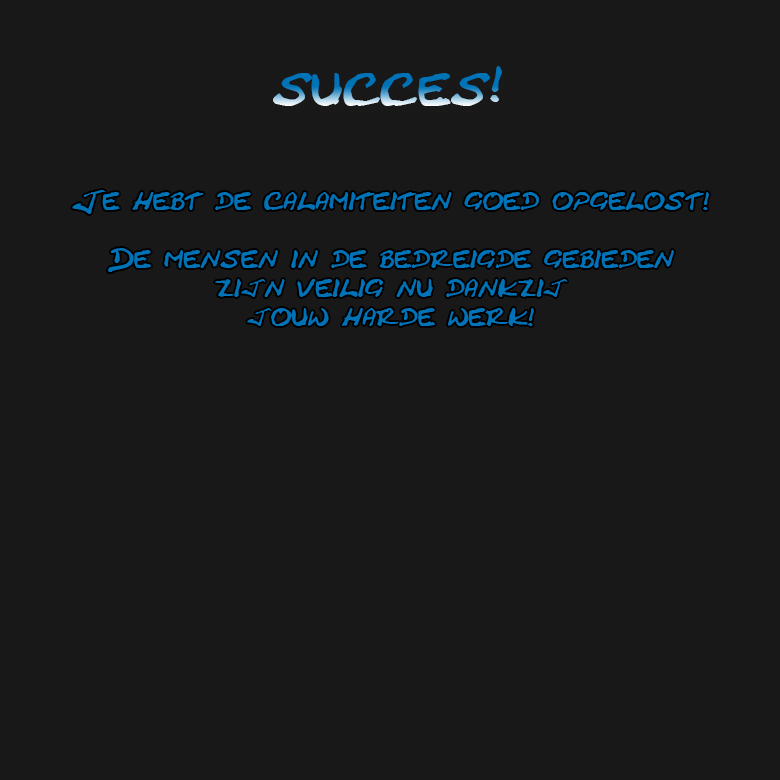 SUCCES!
Je hebt de calamiteiten goed opgelost!
De mensen in de bedreigde gebieden
zijn veilig nu dankzij
jouw harde werk!